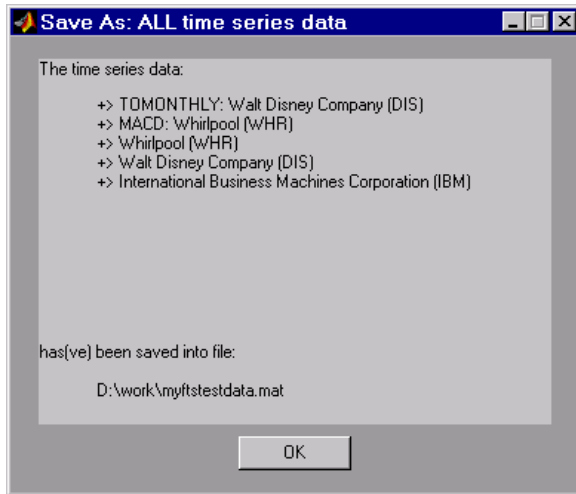 Save As: ALL time series data
The time series data:
+> TOMONTHLY: Walt Disney Company (DIS)
+> MACD: Whirlpool (WHR)
+> Whirlpool (WHR)
+> Walt Disney Company (DIS)
+> International Business Machines Corporation (IBM)
has(ve) been saved into file:
D:\work\myftstestdata.mat
OK